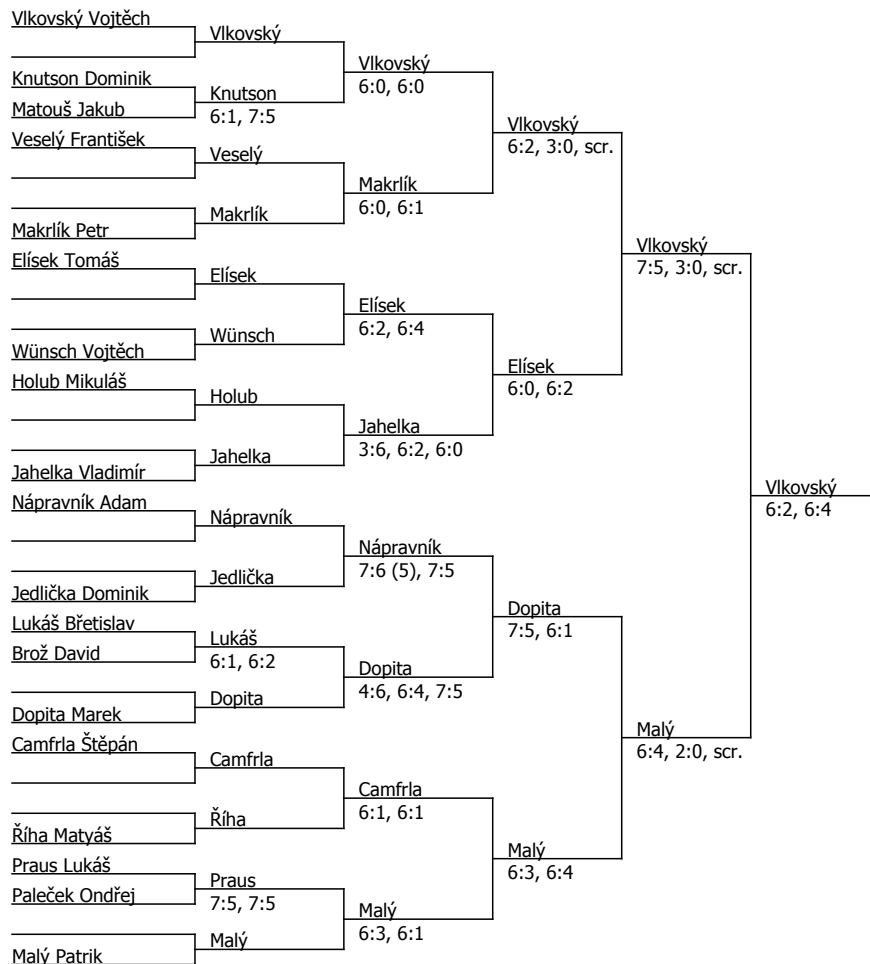 Vlkovský Vojtěch
Knutson Dominik
Matouš Jakub
Veselý František
Makrlík Petr
Elísek Tomáš
Wünsch Vojtěch
Holub Mikuláš
Jahelka Vladimír
Nápravník Adam
Jedlička Dominik
Lukáš Břetislav
Brož David
Dopita Marek
Camfrla Štěpán
Říha Matyáš
Praus Lukáš
Paleček Ondřej
Malý Patrik
Vlkovský
Knutson
6:1, 7:5
Veselý
Makrlík
Elísek
Wünsch
Holub
Jahelka
Nápravník
Jedlička
Lukáš
6:1, 6:2
Dopita
Camfrla
Říha
Praus
7:5, 7:5
Malý
Vlkovský
6:0, 6:0
Makrlík
6:0, 6:1
Elísek
6:2, 6:4
Jahelka
3:6, 6:2, 6:0
Nápravník
7:6 (5), 7:5
Dopita
4:6, 6:4, 7:5
Camfrla
6:1, 6:1
Malý
6:3, 6:1
Vlkovský
6:2, 3:0, scr.
Elísek
6:0, 6:2
Dopita
7:5, 6:1
Malý
6:3, 6:4
Vlkovský
7:5, 3:0, scr.
Malý
6:4, 2:0, scr.
Vlkovský
6:2, 6:4